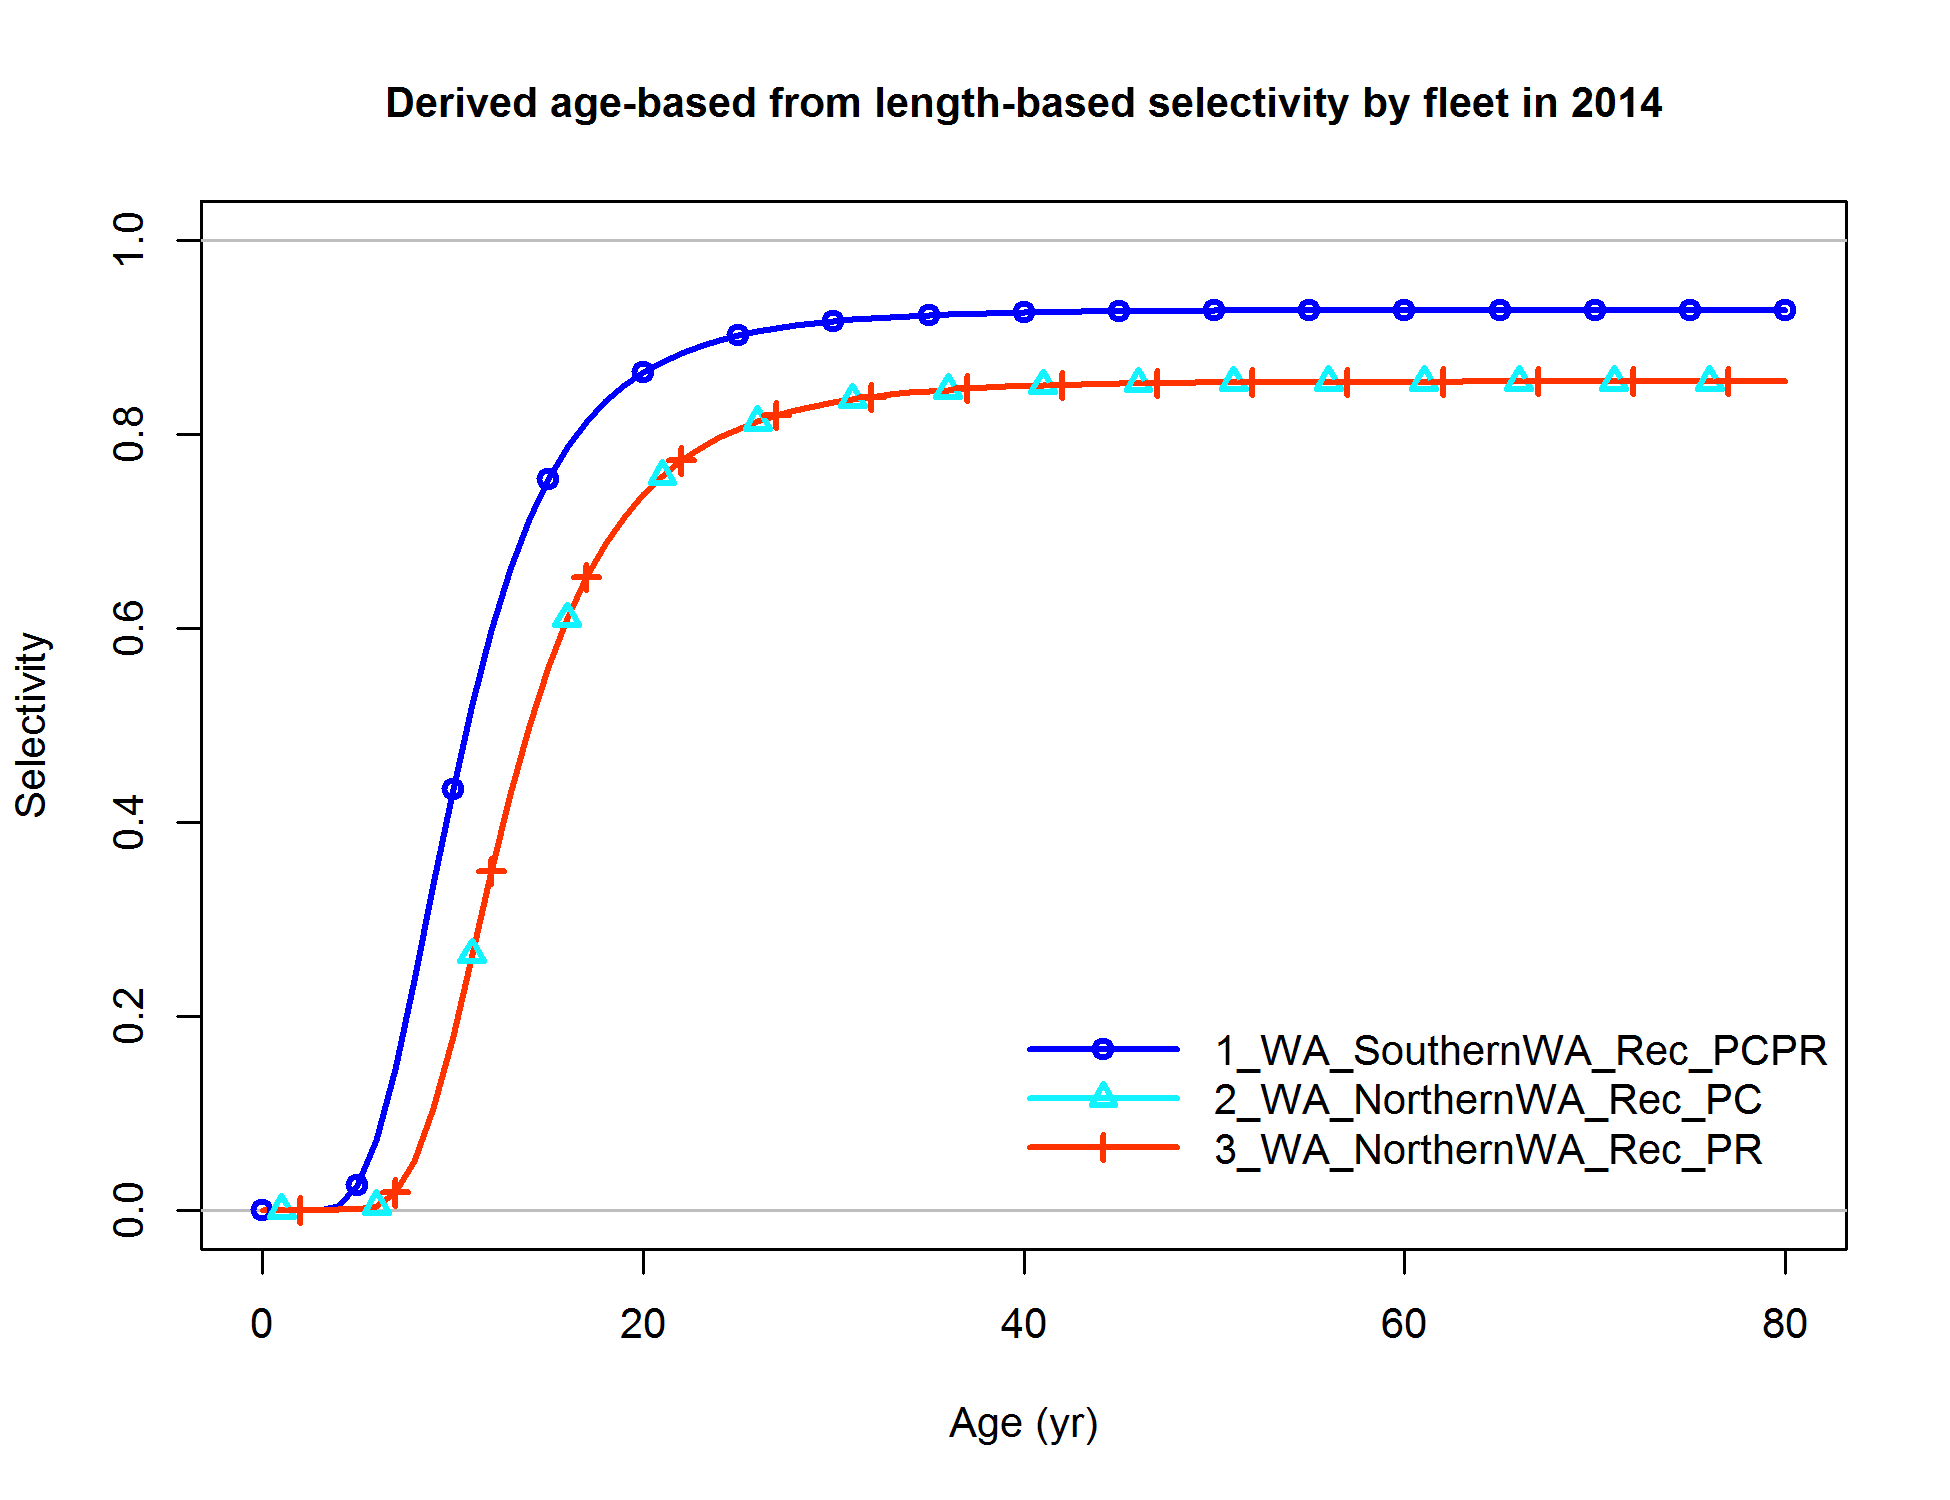 Derived age-based from length-based selectivity by fleet in 2014
1.0
0.8
0.6
0.4
0.2
0.0
Selectivity
1_WA_SouthernWA_Rec_PCPR
2_WA_NorthernWA_Rec_PC
3_WA_NorthernWA_Rec_PR
0 20 40 60 80
Age (yr)